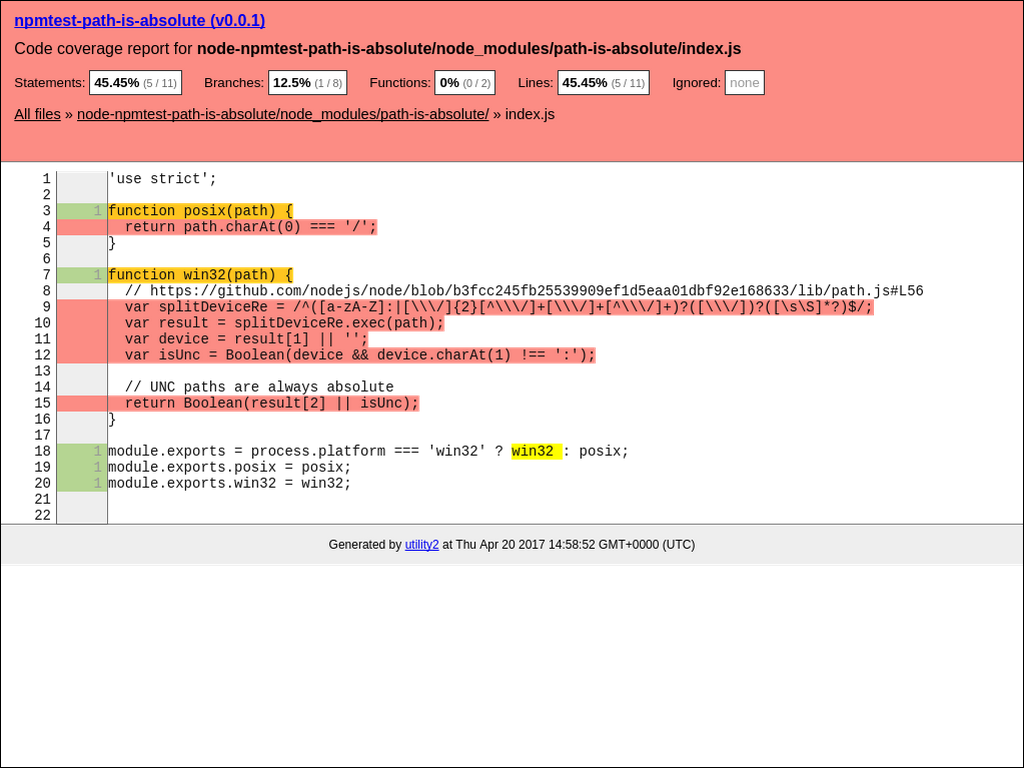 npmtest-path-is-absolute (v0.0.1)
Code coverage report for node-npmtest-path-is-absolute/node_modules/path-is-absolute/index.js
Statements: 45.45% (5 / 11) Branches: 12.5% (1 / 8) Functions: 0% (0 / 2) Lines: 45.45% (5 / 11) Ignored: none
All files » node-npmtest-path-is-absolute/node_modules/path-is-absolute/ » index.js
1 'use strict';
2
3 1 function posix(path) {
4   return path.charAt(0) === '/';
5 }
6
7 1 function win32(path) {
8   // https://github.com/nodejs/node/blob/b3fcc245fb25539909ef1d5eaa01dbf92e168633/lib/path.js#L56
9   var splitDeviceRe = /^([a-zA-Z]:|[\\\/]{2}[^\\\/]+[\\\/]+[^\\\/]+)?([\\\/])?([\s\S]*?)$/;
10   var result = splitDeviceRe.exec(path);
11   var device = result[1] || '';
12   var isUnc = Boolean(device && device.charAt(1) !== ':');
13
14   // UNC paths are always absolute
15   return Boolean(result[2] || isUnc);
16 }
17
18 1 module.exports = process.platform === 'win32' ? win32 : posix;
19 1 module.exports.posix = posix;
20 1 module.exports.win32 = win32;
21
22
Generated by utility2 at Thu Apr 20 2017 14:58:52 GMT+0000 (UTC)